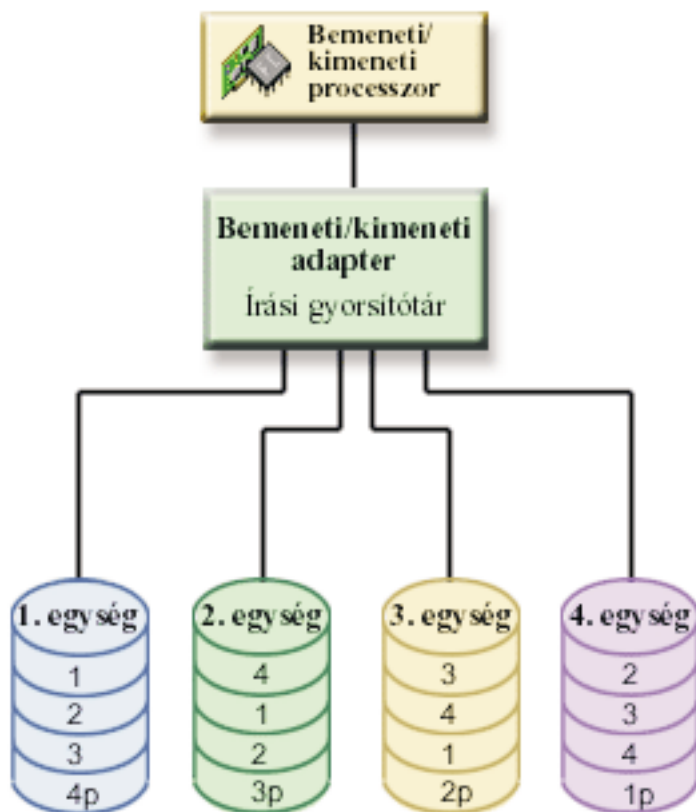 Bemeneti/
kimeneti
processzor
Bemeneti/kimeneti
adapter
Írási gyorsítótár
1. egység
1
2
3
4p
2. egység
4
1
2
3p
3. egység
3
4
1
2p
4. egység
2
3
4
1p